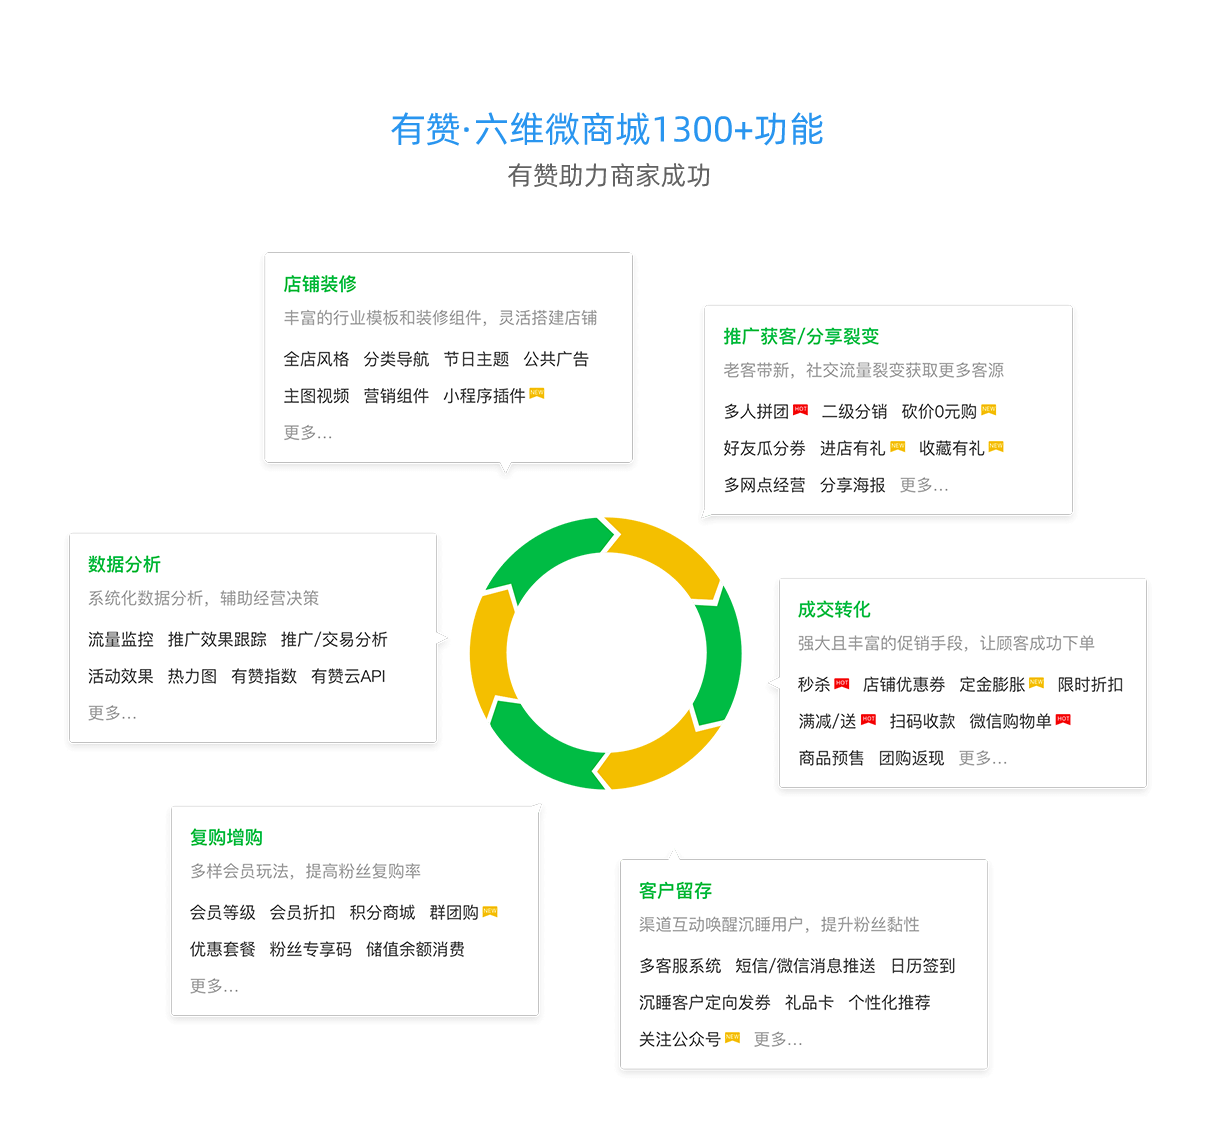 有赞·六维微商城1300+功能
有赞助力商家成功
店铺装修
丰富的行业模板和装修组件，灵活搭建店铺
全店风格 分类导航 节日主题 公共广告
主图视频 营销组件 小程序插件 NEW
更多...
推广获客/分享裂变
老客带新，社交流量裂变获取更多客源
多人拼团 HOT 二级分销 砍价0元购 NEW
好友瓜分券 进店有礼 NEW 收藏有礼 NEW
多网点经营 分享海报 更多...
数据分析
系统化数据分析，辅助经营决策
流量监控 推广效果跟踪 推广/交易分析
活动效果 热力图 有赞指数 有赞云API
更多...
成交转化
强大且丰富的促销手段，让顾客成功下单
秒杀 HOT 店铺优惠券 定金膨胀 NEW 限时折扣
满减/送 HOT 扫码收款 微信购物单 HOT
商品预售 团购返现 更多...
复购增购
多样会员玩法，提高粉丝复购率
会员等级 会员折扣 积分商城 群团购 NEW
优惠套餐 粉丝专享码 储值余额消费
更多...
客户留存
渠道互动唤醒沉睡用户，提升粉丝黏性
多客服系统 短信/微信消息推送 日历签到
沉睡客户定向发券 礼品卡 个性化推荐
关注公众号 NEW 更多...